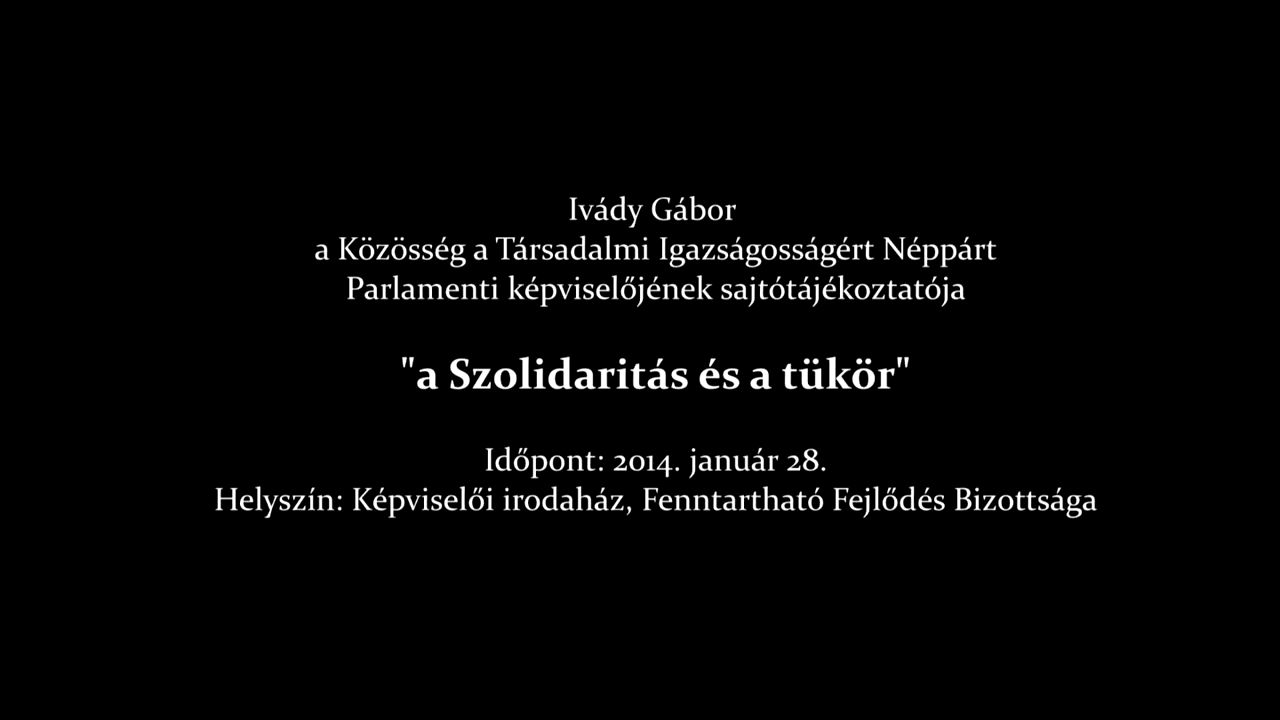 Ivády Gábor
a Közösség a Társadalmi Igazságosságért Néppárt
Parlamenti képviselőjének sajtótájékoztatója
"a Szolidaritás és a tükör"
Időpont: 2014. január 28.
Helyszín: Képviselői irodaház, Fenntartható Fejlődés Bizottsága